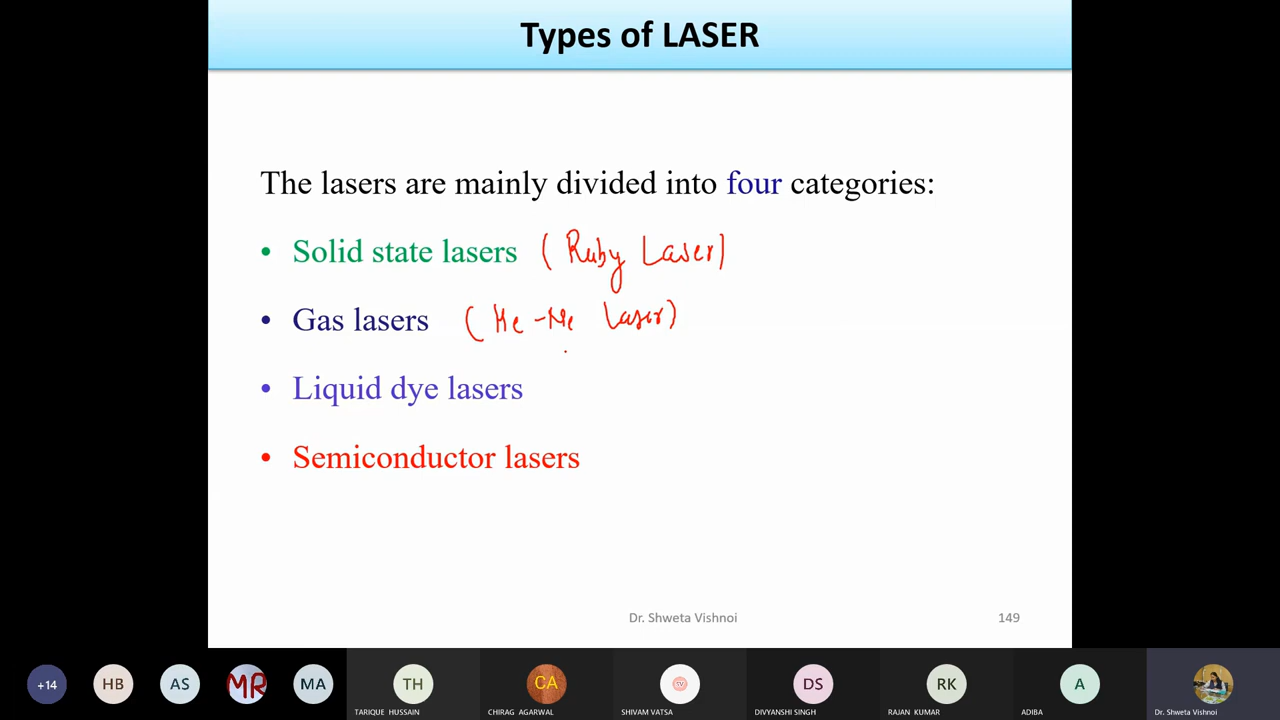 Types of LASER
The lasers are mainly divided into four categories:
• Solid state lasers (Ruby Laser)
• Gas lasers (He-Ne Laser)
• Liquid dye lasers
• Semiconductor lasers
Dr. Shweta Vishnoi 149
+14 HB AS MR MA TH CA SV DS RK A
TARIQUE HUSSAIN CHIRAG AGARWAL SHIVAM VATSA DIVYANSHI SINGH RAJAN KUMAR ADIBA Dr. Shweta Vishnoi